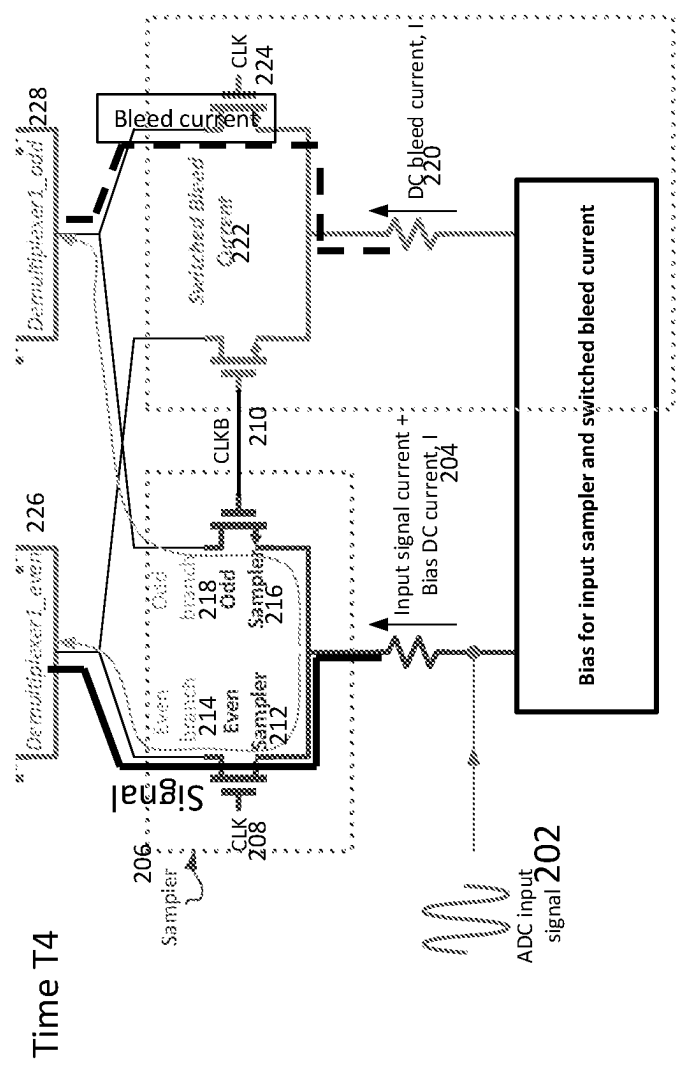 Time T4
Demultiplexer1_even
226
Demultiplexer1_odd
228
Signal
Bleed current
CLK
224
Sampler
206
CLK
208
Even
branch
214
Even
Sampler
212
Odd
branch
218
Odd
Sampler
216
CLKB
210
Switched Bleed
Current
222
Input signal current +
Bias DC current, I
204
DC bleed current, I
220
ADC input
signal
202
Bias for input sampler and switched bleed current